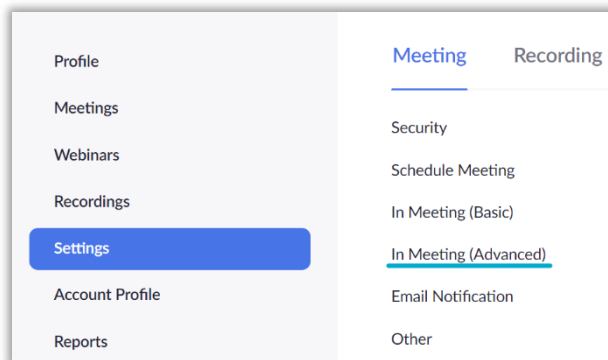 Profile
Meetings
Webinars
Recordings
Settings
Account Profile
Reports
Meeting Recording
Security
Schedule Meeting
In Meeting (Basic)
In Meeting (Advanced)
Email Notification
Other